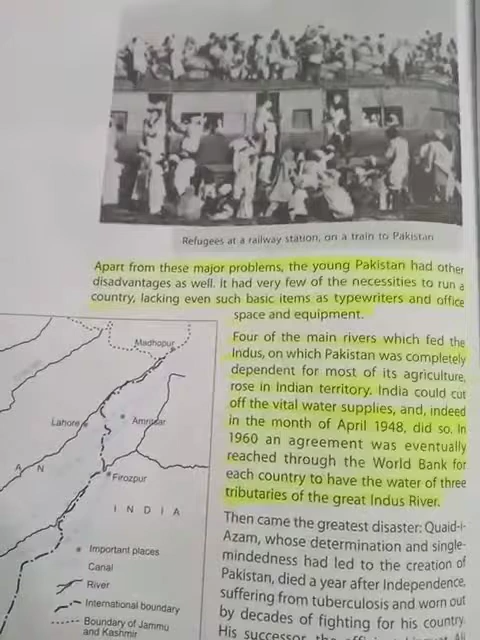 Refugees at a railway station, on a train to Pakistan
Apart from these major problems, the young Pakistan had other
disadvantages as well. It had very few of the necessities to run a
country, lacking even such basic items as typewriters and office
space and equipment.
Four of the main rivers which fed the
Indus, on which Pakistan was completely
dependent for most of its agriculture,
rose in Indian territory. India could cut
off the vital water supplies, and, indeed
in the month of April 1948, did so. In
1960 an agreement was eventually
reached through the World Bank for
each country to have the water of three
tributaries of the great Indus River.
Then came the greatest disaster: Quaid-i-
Azam, whose determination and single-
mindedness had led to the creation of
Pakistan, died a year after Independence,
suffering from tuberculosis and worn out
by decades of fighting for his country.
His successor, the
Madhopur
Lahore
Amritsar
A N
Firozpur
I N D I A
Important places
Canal
River
International boundary
Boundary of Jammu
and Kashmir